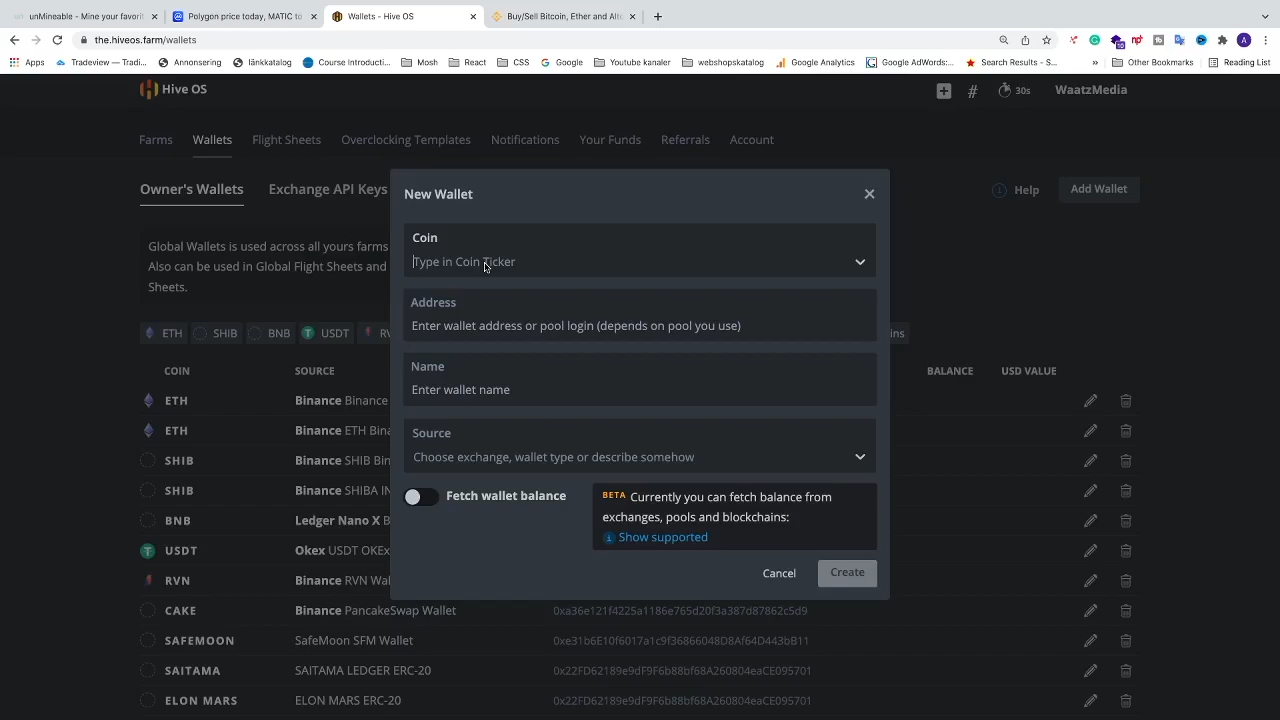 unMineable - Mine your favorit
Polygon price today, MATIC to
Wallets - Hive OS
Buy/Sell Bitcoin, Ether and Alt
the.hiveos.farm/wallets
Apps
Tradeview — Tradi...
Annonsering
länkkatalog
Course Introducti...
Mosh
React
CSS
Google
Youtube kanaler
webshopskatalog
Google Analytics
Google AdWords:...
Search Results - S...
Other Bookmarks
Reading List
Hive OS
30s
WaatzMedia
Farms
Wallets
Flight Sheets
Overclocking Templates
Notifications
Your Funds
Referrals
Account
Owner's Wallets
Exchange API Keys
Help
Add Wallet
Global Wallets is used across all yours farms
Also can be used in Global Flight Sheets and
Sheets.
ETH
SHIB
BNB
USDT
RV
ins
COIN
SOURCE
BALANCE
USD VALUE
ETH
Binance Binance
ETH
Binance ETH Bina
SHIB
Binance SHIB Bin
SHIB
Binance SHIBA IN
BNB
Ledger Nano X B
USDT
Okex USDT OKEx
RVN
Binance RVN Wal
CAKE
Binance PancakeSwap Wallet
0xa36e121f4225a1186e765d20f3a387d87862c5d9
SAFEMOON
SafeMoon SFM Wallet
0xe31b6E10f6017a1c9f36866048D8Af64D443bB11
SAITAMA
SAITAMA LEDGER ERC-20
0x22FD62189e9dF9F6b88bf68A260804eaCE095701
ELON MARS
ELON MARS ERC-20
0x22FD62189e9dF9F6b88bf68A260804eaCE095701
New Wallet
Coin
Type in Coin Ticker
Address
Enter wallet address or pool login (depends on pool you use)
Name
Enter wallet name
Source
Choose exchange, wallet type or describe somehow
Fetch wallet balance
BETA Currently you can fetch balance from
exchanges, pools and blockchains:
Show supported
Cancel
Create